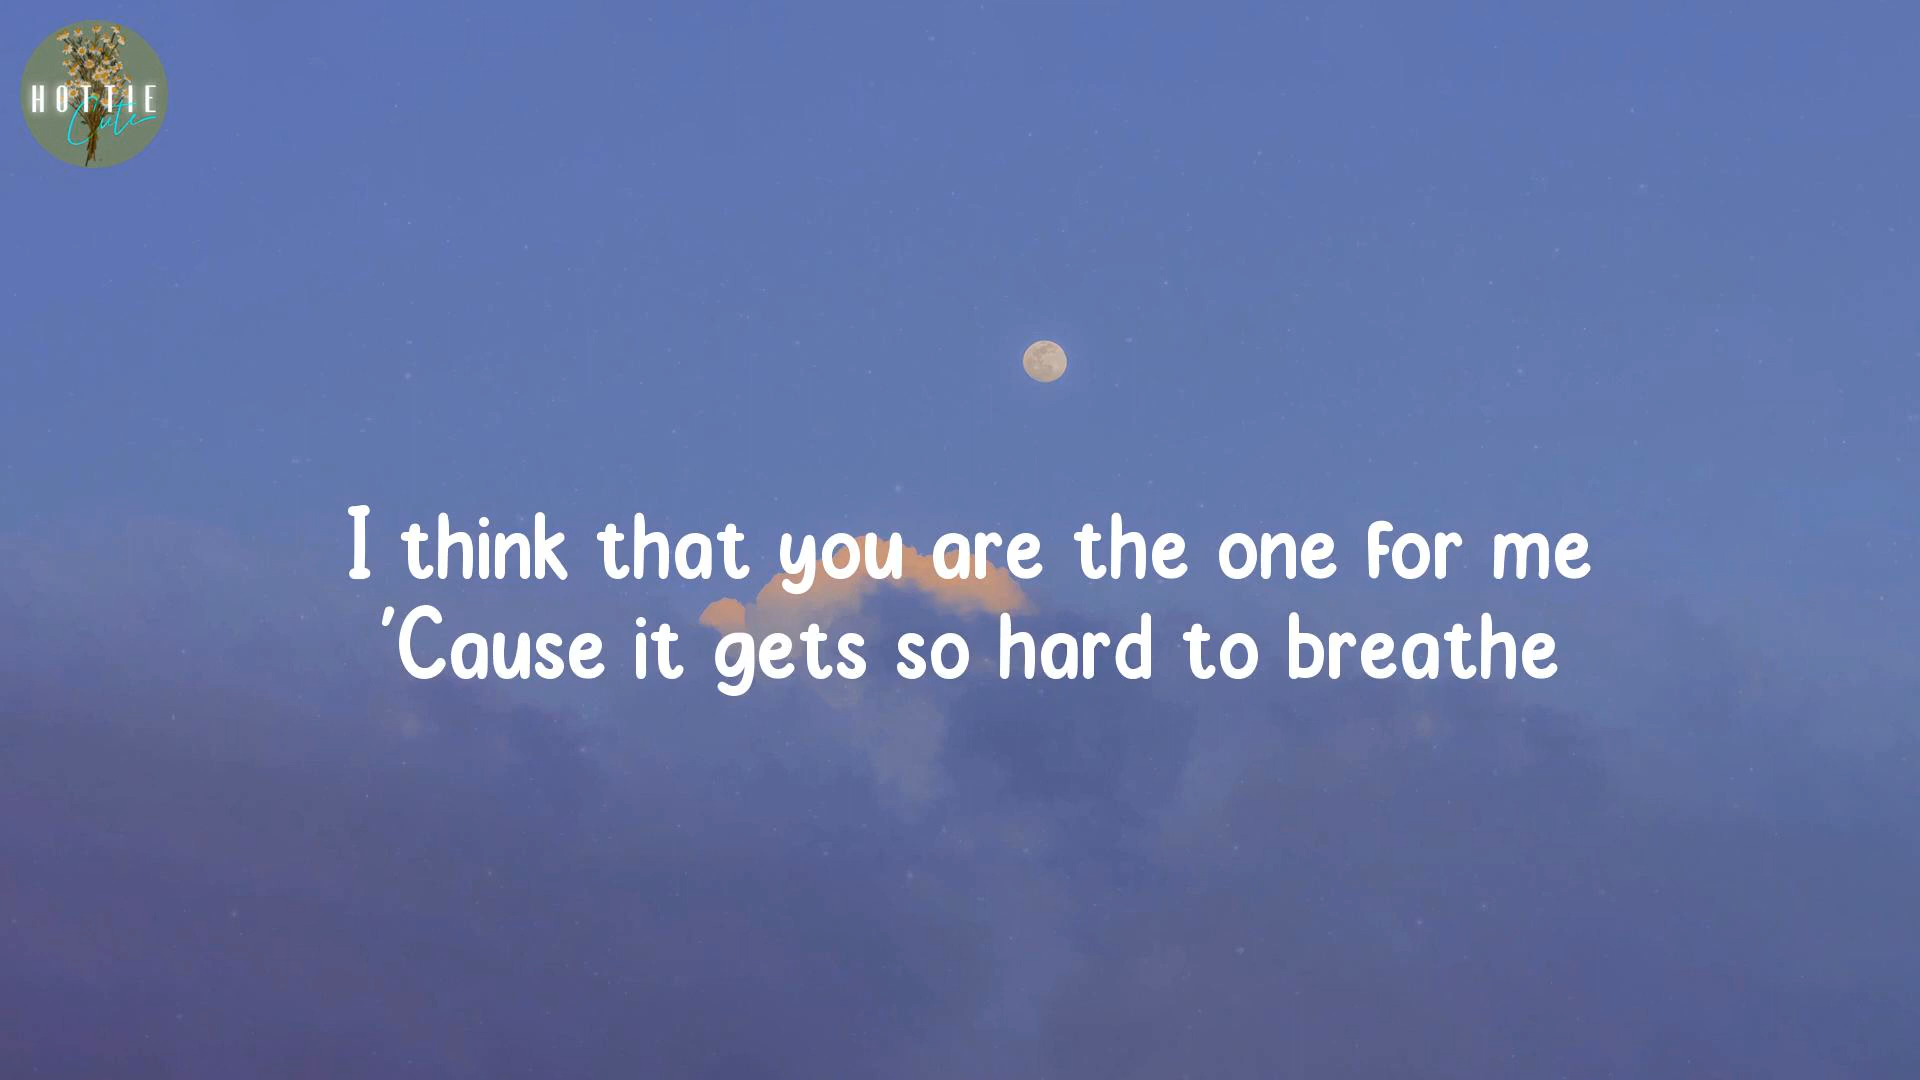 HOTTIE
Cute
I think that you are the one for me
'Cause it gets so hard to breathe